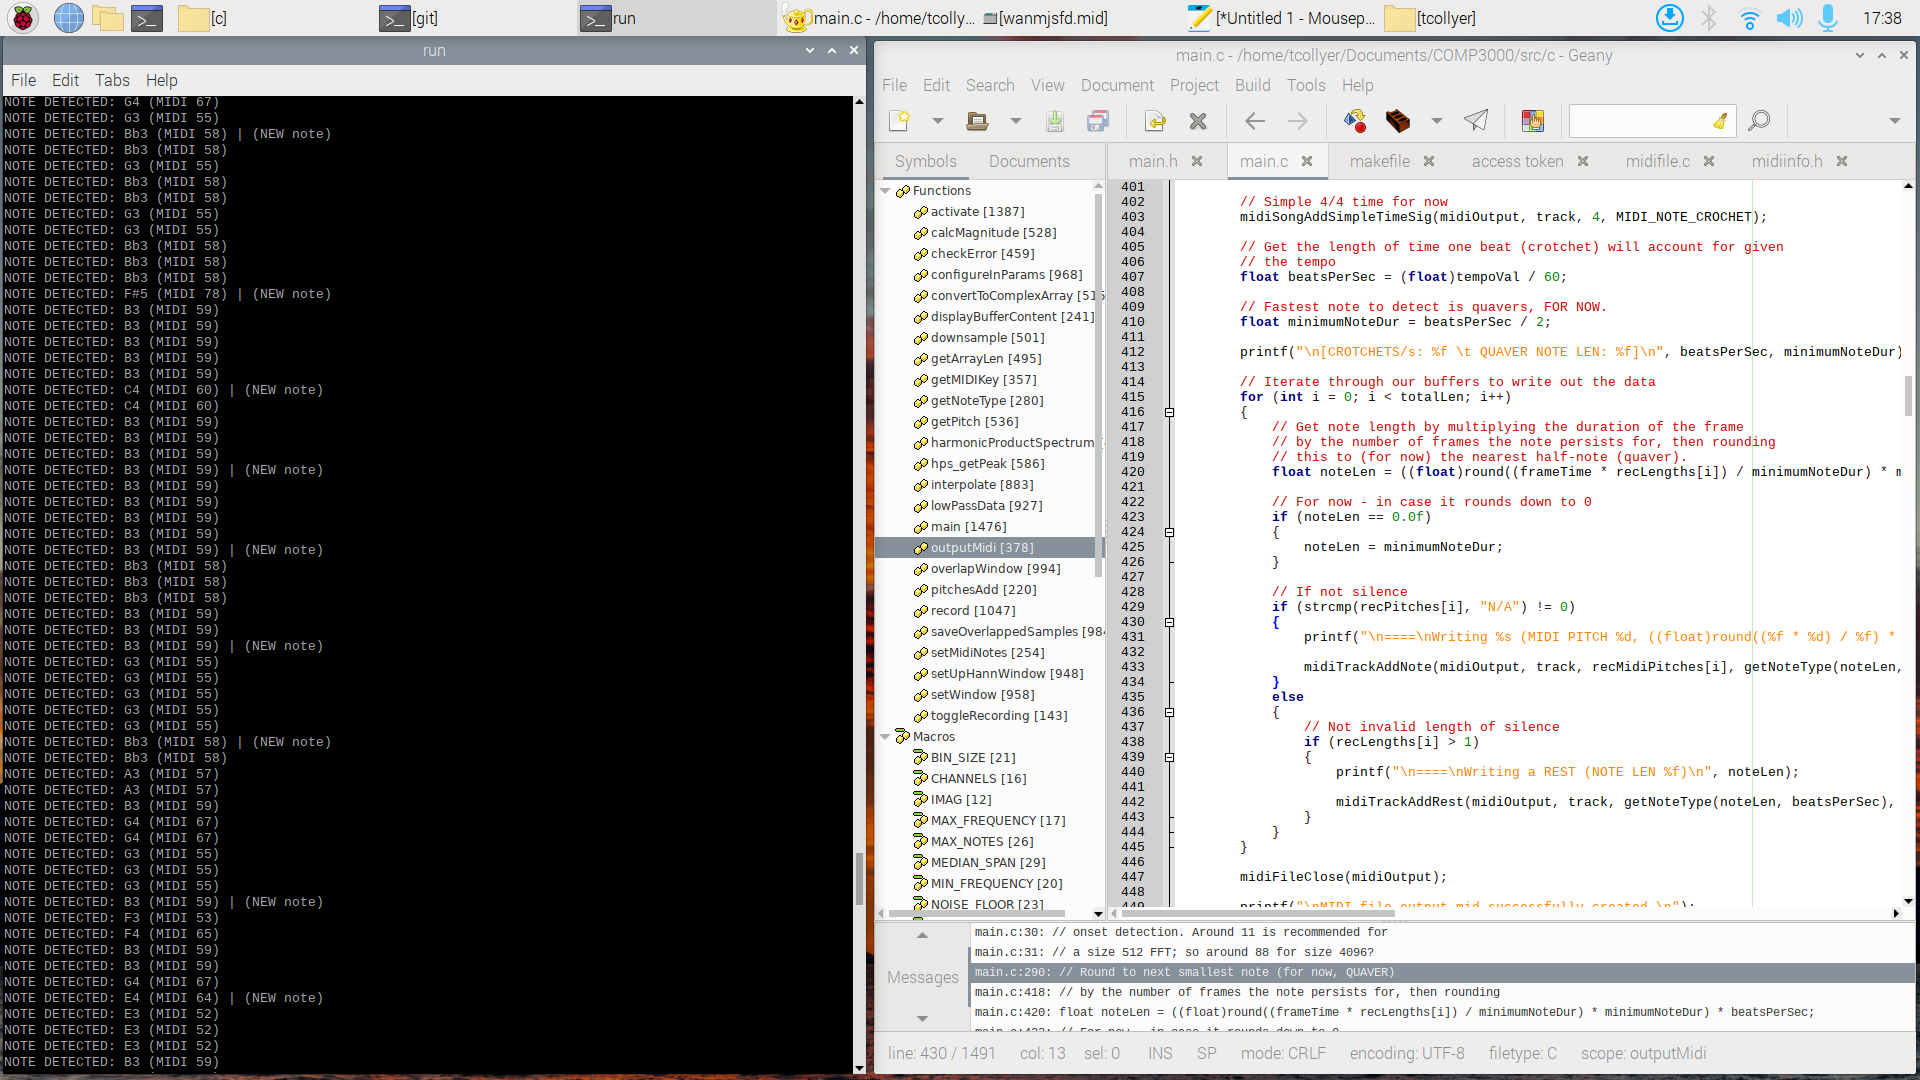 [c]
[git]
run
main.c - /home/tcolly...
[wanmjsfd.mid]
[*Untitled 1 - Mousep...
[tcollyer]
17:38
run
File Edit Tabs Help
NOTE DETECTED: G4 (MIDI 67)
NOTE DETECTED: G3 (MIDI 55)
NOTE DETECTED: Bb3 (MIDI 58) | (NEW note)
NOTE DETECTED: Bb3 (MIDI 58)
NOTE DETECTED: G3 (MIDI 55)
NOTE DETECTED: Bb3 (MIDI 58)
NOTE DETECTED: Bb3 (MIDI 58)
NOTE DETECTED: G3 (MIDI 55)
NOTE DETECTED: G3 (MIDI 55)
NOTE DETECTED: Bb3 (MIDI 58)
NOTE DETECTED: Bb3 (MIDI 58)
NOTE DETECTED: Bb3 (MIDI 58)
NOTE DETECTED: F#5 (MIDI 78) | (NEW note)
NOTE DETECTED: B3 (MIDI 59)
NOTE DETECTED: B3 (MIDI 59)
NOTE DETECTED: B3 (MIDI 59)
NOTE DETECTED: B3 (MIDI 59)
NOTE DETECTED: B3 (MIDI 59)
NOTE DETECTED: C4 (MIDI 60) | (NEW note)
NOTE DETECTED: C4 (MIDI 60)
NOTE DETECTED: B3 (MIDI 59)
NOTE DETECTED: B3 (MIDI 59)
NOTE DETECTED: B3 (MIDI 59)
NOTE DETECTED: B3 (MIDI 59) | (NEW note)
NOTE DETECTED: B3 (MIDI 59)
NOTE DETECTED: B3 (MIDI 59)
NOTE DETECTED: B3 (MIDI 59)
NOTE DETECTED: B3 (MIDI 59)
NOTE DETECTED: B3 (MIDI 59) | (NEW note)
NOTE DETECTED: Bb3 (MIDI 58)
NOTE DETECTED: Bb3 (MIDI 58)
NOTE DETECTED: Bb3 (MIDI 58)
NOTE DETECTED: B3 (MIDI 59)
NOTE DETECTED: B3 (MIDI 59)
NOTE DETECTED: B3 (MIDI 59) | (NEW note)
NOTE DETECTED: G3 (MIDI 55)
NOTE DETECTED: G3 (MIDI 55)
NOTE DETECTED: G3 (MIDI 55)
NOTE DETECTED: G3 (MIDI 55)
NOTE DETECTED: G3 (MIDI 55)
NOTE DETECTED: Bb3 (MIDI 58) | (NEW note)
NOTE DETECTED: Bb3 (MIDI 58)
NOTE DETECTED: A3 (MIDI 57)
NOTE DETECTED: A3 (MIDI 57)
NOTE DETECTED: B3 (MIDI 59)
NOTE DETECTED: G4 (MIDI 67)
NOTE DETECTED: G4 (MIDI 67)
NOTE DETECTED: G3 (MIDI 55)
NOTE DETECTED: G3 (MIDI 55)
NOTE DETECTED: G3 (MIDI 55)
NOTE DETECTED: B3 (MIDI 59) | (NEW note)
NOTE DETECTED: F3 (MIDI 53)
NOTE DETECTED: F4 (MIDI 65)
NOTE DETECTED: B3 (MIDI 59)
NOTE DETECTED: B3 (MIDI 59)
NOTE DETECTED: G4 (MIDI 67)
NOTE DETECTED: E4 (MIDI 64) | (NEW note)
NOTE DETECTED: E3 (MIDI 52)
NOTE DETECTED: E3 (MIDI 52)
NOTE DETECTED: E3 (MIDI 52)
NOTE DETECTED: B3 (MIDI 59)
main.c - /home/tcollyer/Documents/COMP3000/src/c - Geany
File Edit Search View Document Project Build Tools Help
Symbols Documents
Functions
activate [1387]
calcMagnitude [528]
checkError [459]
configureInParams [968]
convertToComplexArray [515
displayBufferContent [241]
downsample [501]
getArrayLen [495]
getMIDIKey [357]
getNoteType [280]
getPitch [536]
harmonicProductSpectrum
hps_getPeak [586]
interpolate [883]
lowPassData [927]
main [1476]
outputMidi [378]
overlapWindow [994]
pitchesAdd [220]
record [1047]
saveOverlappedSamples [984
setMidiNotes [254]
setUpHannWindow [948]
setWindow [958]
toggleRecording [143]
Macros
BIN_SIZE [21]
CHANNELS [16]
IMAG [12]
MAX_FREQUENCY [17]
MAX_NOTES [26]
MEDIAN_SPAN [29]
MIN_FREQUENCY [20]
NOISE_FLOOR [23]
main.h main.c makefile access token midifile.c midiinfo.h
401
402 // Simple 4/4 time for now
403 midiSongAddSimpleTimeSig(midiOutput, track, 4, MIDI_NOTE_CROCHET);
404
405 // Get the length of time one beat (crotchet) will account for given
406 // the tempo
407 float beatsPerSec = (float)tempoVal / 60;
408
409 // Fastest note to detect is quavers, FOR NOW.
410 float minimumNoteDur = beatsPerSec / 2;
411
412 printf("\n[CROTCHETS/s: %f \t QUAVER NOTE LEN: %f]\n", beatsPerSec, minimumNoteDur)
413
414 // Iterate through our buffers to write out the data
415 for (int i = 0; i < totalLen; i++)
416 {
417 // Get note length by multiplying the duration of the frame
418 // by the number of frames the note persists for, then rounding
419 // this to (for now) the nearest half-note (quaver).
420 float noteLen = ((float)round((frameTime * recLengths[i]) / minimumNoteDur) * m
421
422 // For now - in case it rounds down to 0
423 if (noteLen == 0.0f)
424 {
425 noteLen = minimumNoteDur;
426 }
427
428 // If not silence
429 if (strcmp(recPitches[i], "N/A") != 0)
430 {
431 printf("\n====\nWriting %s (MIDI PITCH %d, ((float)round((%f * %d) / %f) *
432
433 midiTrackAddNote(midiOutput, track, recMidiPitches[i], getNoteType(noteLen,
434 }
435 else
436 {
437 // Not invalid length of silence
438 if (recLengths[i] > 1)
439 {
440 printf("\n====\nWriting a REST (NOTE LEN %f)\n", noteLen);
441
442 midiTrackAddRest(midiOutput, track, getNoteType(noteLen, beatsPerSec),
443 }
444 }
445 }
446
447 midiFileClose(midiOutput);
448
449 printf("\nMIDI file output.mid successfully created.\n");
Messages
main.c:30: // onset detection. Around 11 is recommended for
main.c:31: // a size 512 FFT; so around 88 for size 4096?
main.c:290: // Round to next smallest note (for now, QUAVER)
main.c:418: // by the number of frames the note persists for, then rounding
main.c:420: float noteLen = ((float)round((frameTime * recLengths[i]) / minimumNoteDur) * minimumNoteDur) * beatsPerSec;
main.c:422: // For now - in case it rounds down to 0
line: 430 / 1491 col: 13 sel: 0 INS SP mode: CRLF encoding: UTF-8 filetype: C scope: outputMidi